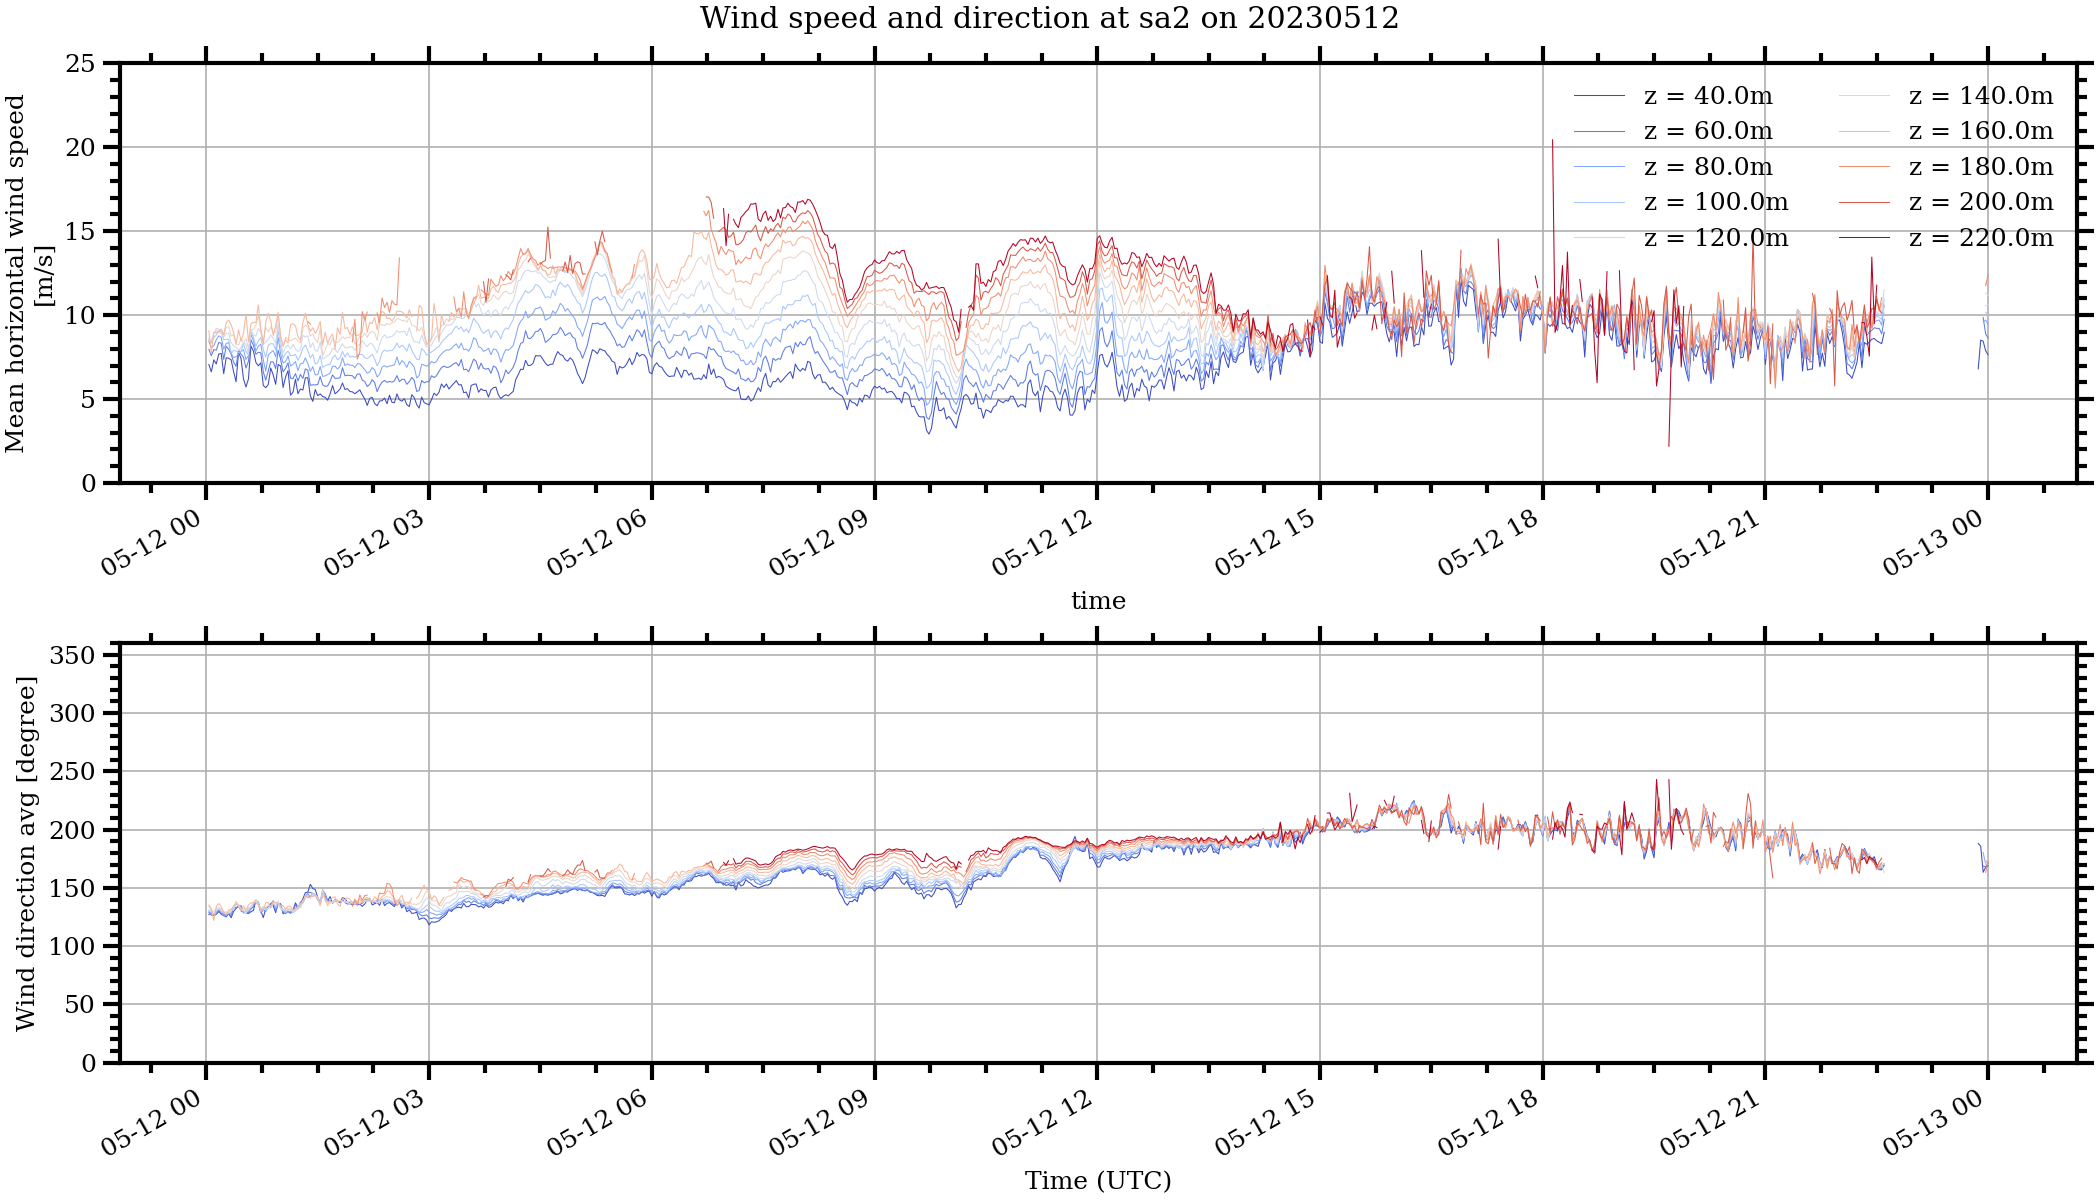 Wind speed and direction at sa2 on 20230512
Mean horizontal wind speed
[m/s]
25
20
15
10
5
0
z = 40.0m
z = 60.0m
z = 80.0m
z = 100.0m
z = 120.0m
z = 140.0m
z = 160.0m
z = 180.0m
z = 200.0m
z = 220.0m
05-12 00
05-12 03
05-12 06
05-12 09
05-12 12
05-12 15
05-12 18
05-12 21
05-13 00
time
Wind direction avg [degree]
350
300
250
200
150
100
50
0
05-12 00
05-12 03
05-12 06
05-12 09
05-12 12
05-12 15
05-12 18
05-12 21
05-13 00
Time (UTC)